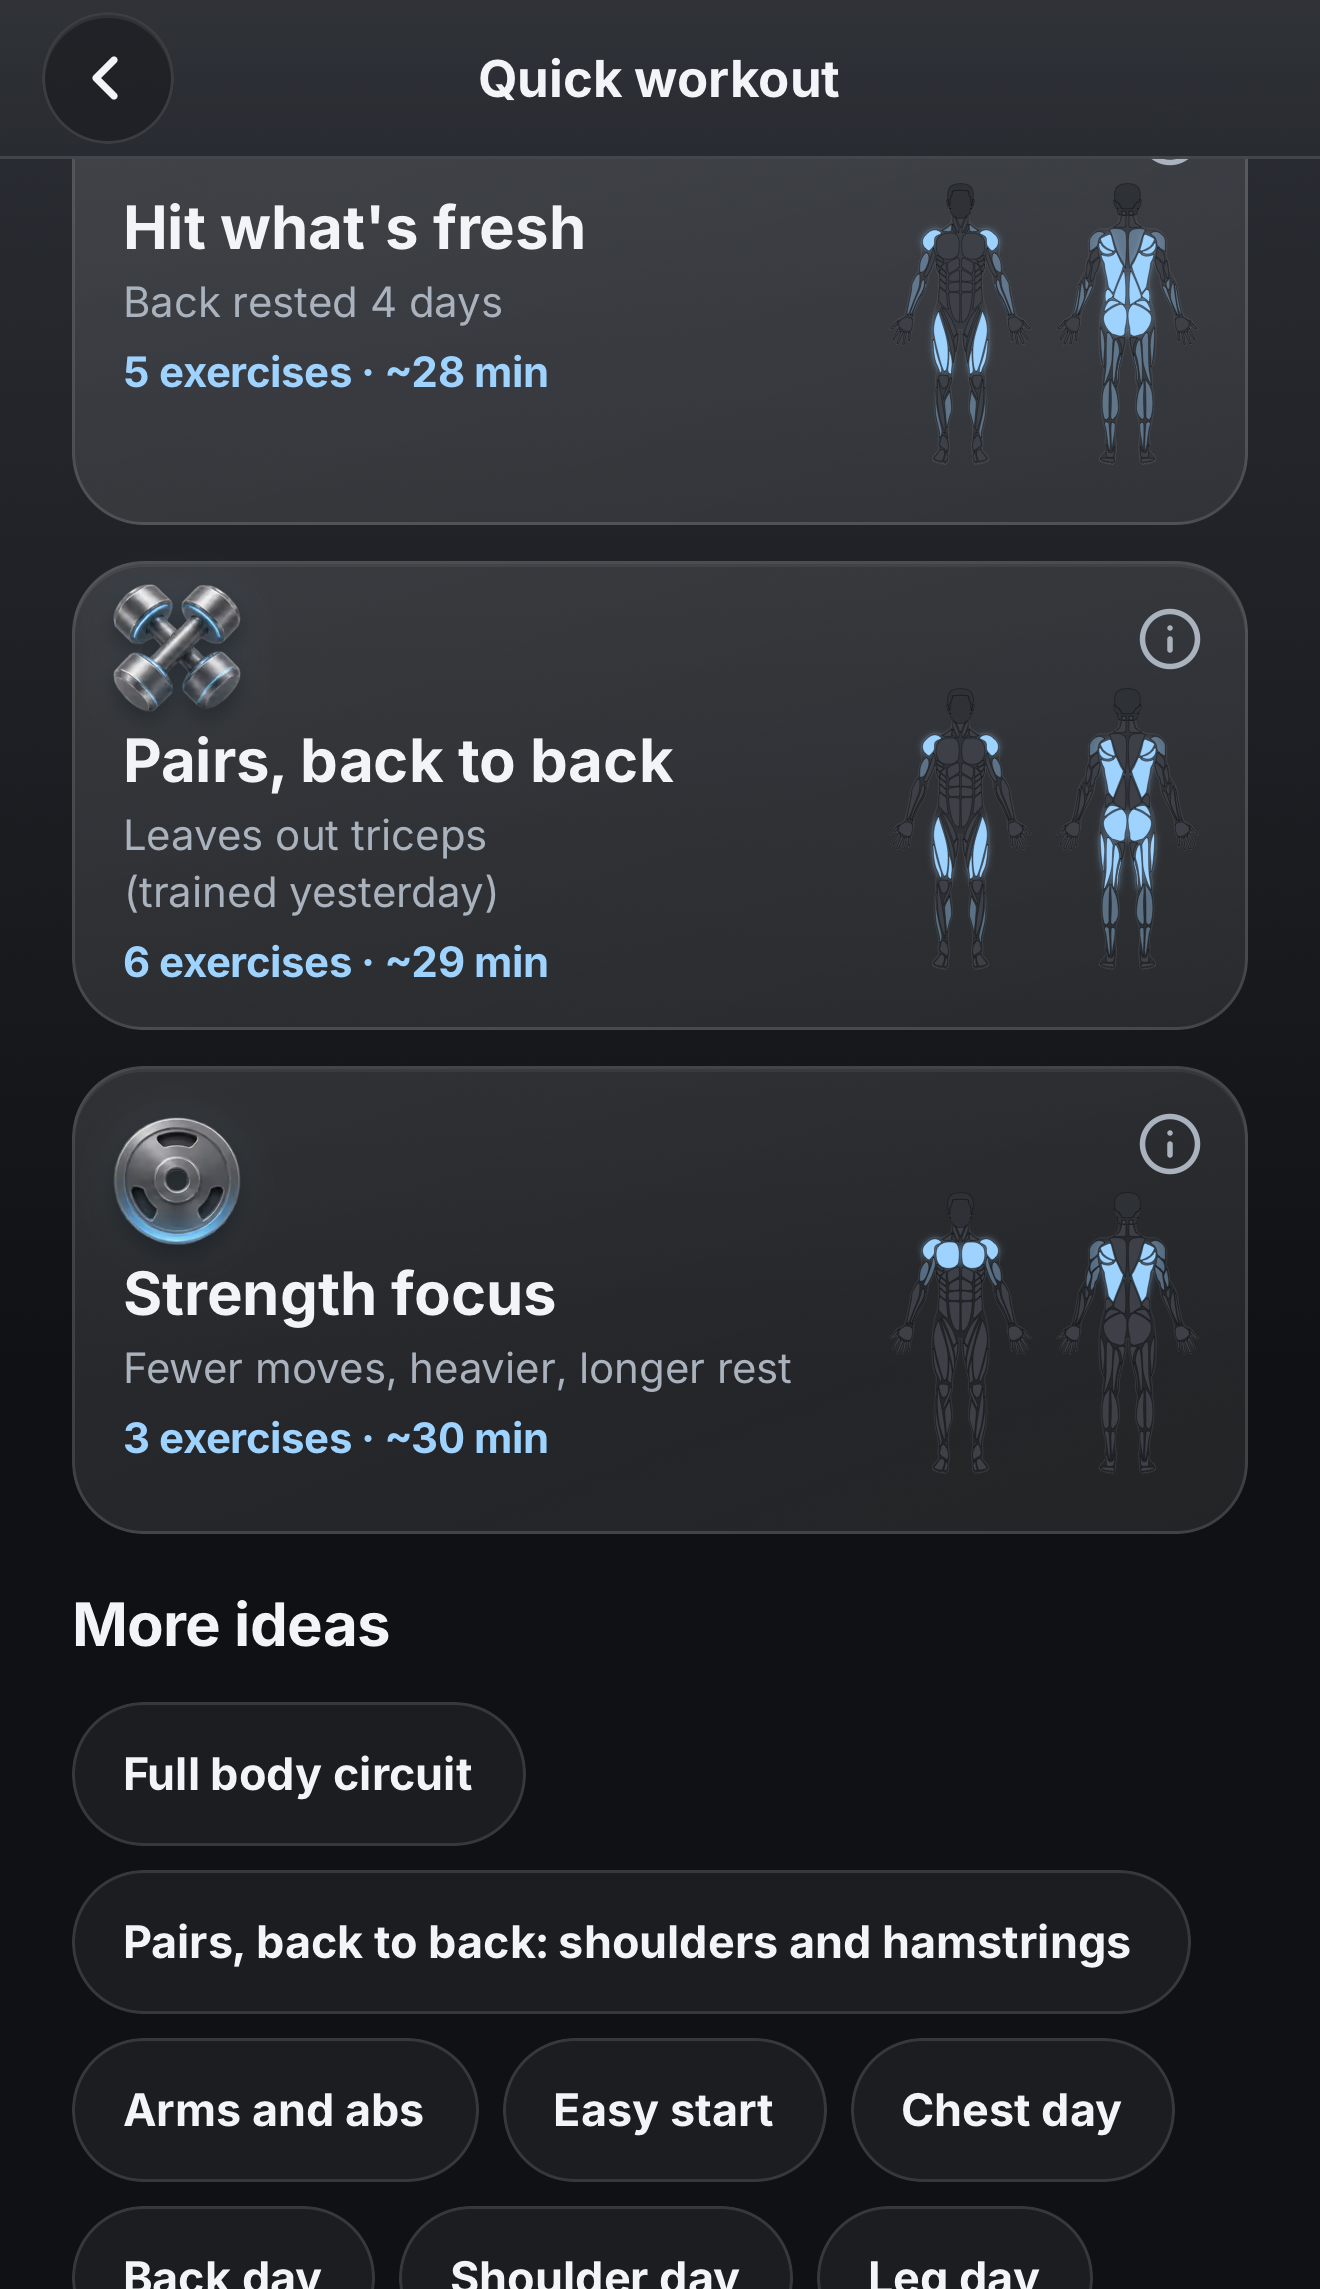 Quick workout
Hit what's fresh
Back rested 4 days
5 exercises · ~28 min
Pairs, back to back
Leaves out triceps
(trained yesterday)
6 exercises · ~29 min
Strength focus
Fewer moves, heavier, longer rest
3 exercises · ~30 min
More ideas
Full body circuit
Pairs, back to back: shoulders and hamstrings
Arms and abs
Easy start
Chest day
Back day
Shoulder day
Leg day